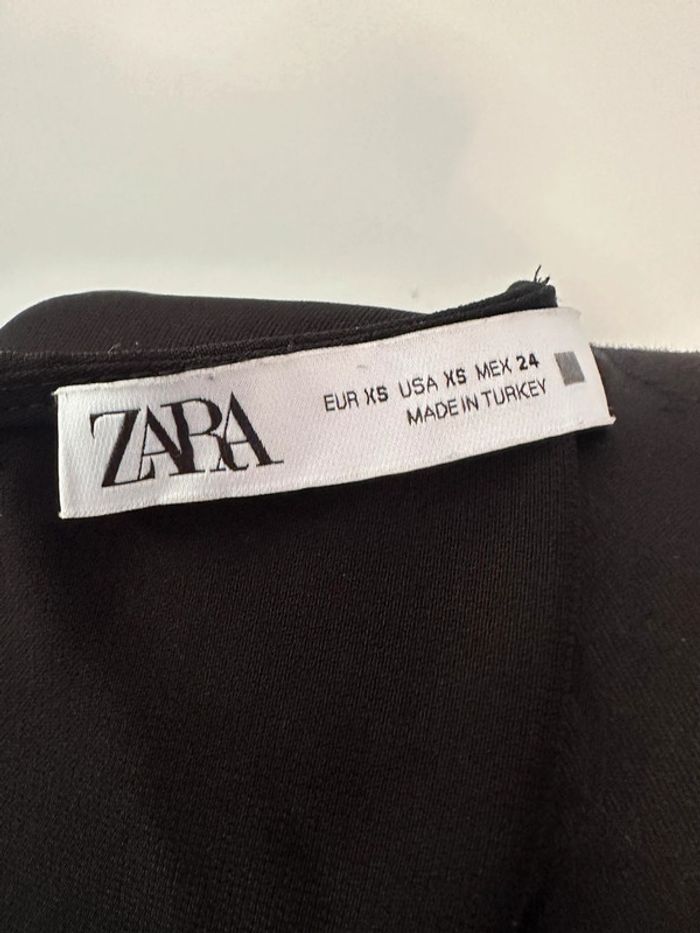 ZARA
EUR XS USA XS MEX 24
MADE IN TURKEY